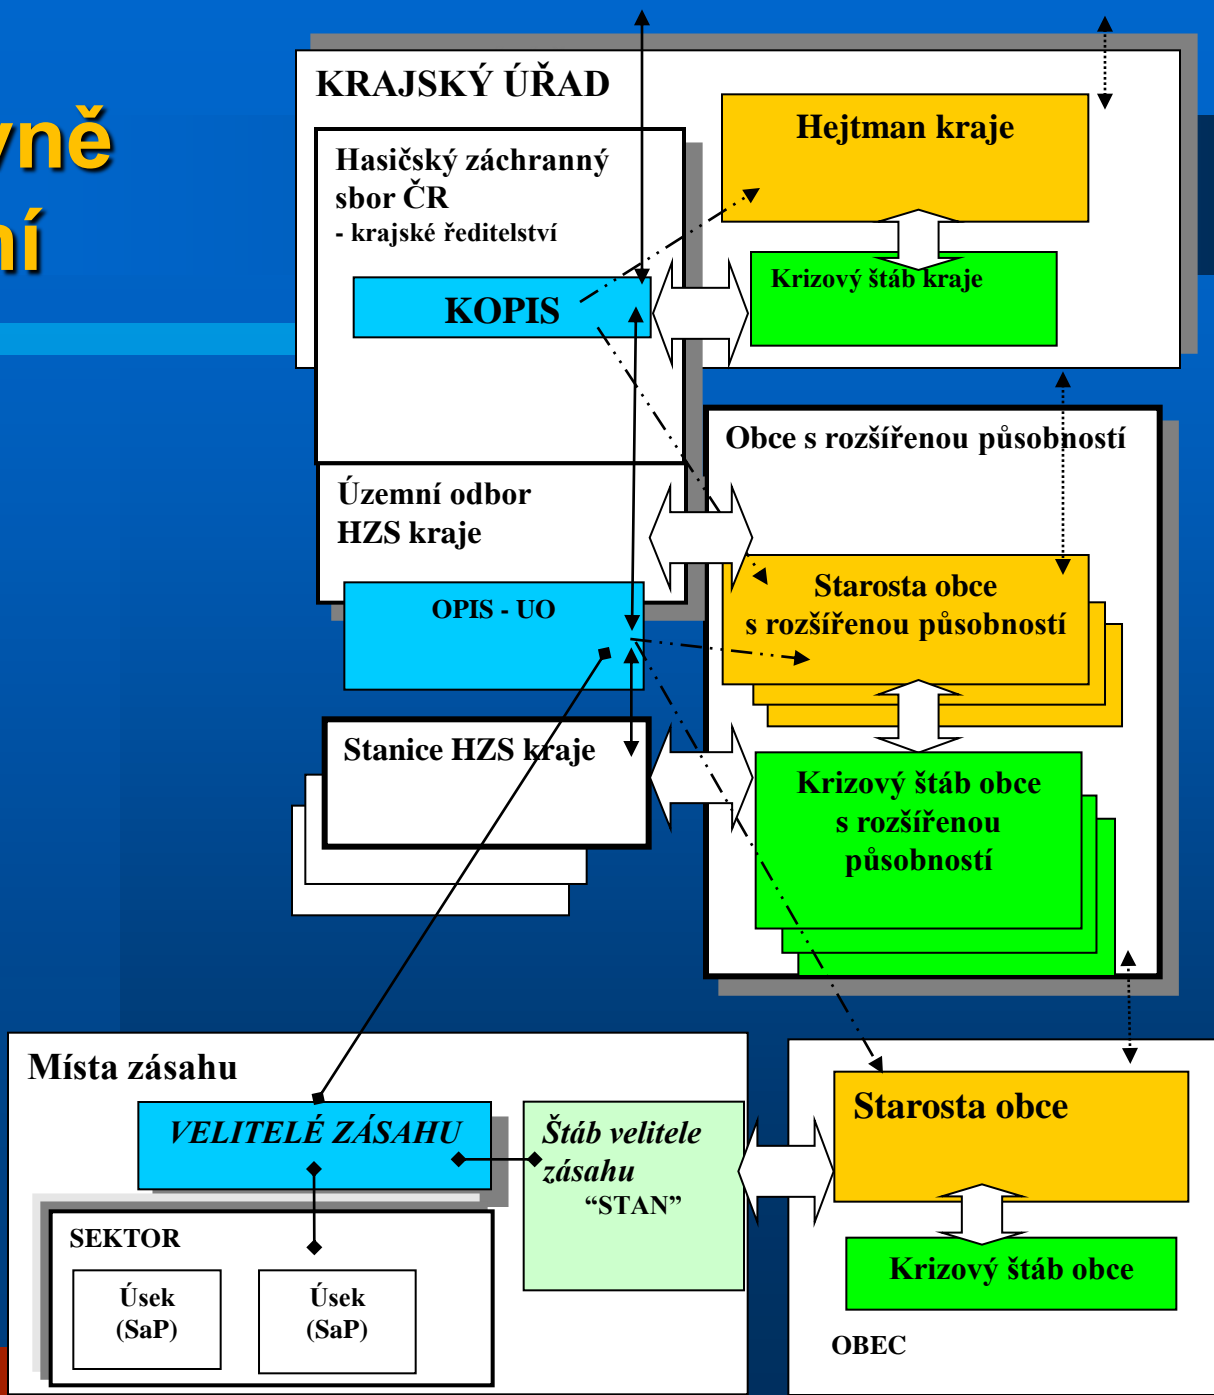 KRAJSKÝ ÚŘAD
Hasičský záchranný
sbor ČR
- krajské ředitelství
KOPIS
Hejtman kraje
Krizový štáb kraje
Obce s rozšířenou působností
Územní odbor
HZS kraje
OPIS - UO
Starosta obce
s rozšířenou působností
Stanice HZS kraje
Krizový štáb obce
s rozšířenou
působností
Místa zásahu
VELITELÉ ZÁSAHU
Štáb velitele
zásahu
“STAN”
SEKTOR
Úsek
(SaP)
Úsek
(SaP)
Starosta obce
Krizový štáb obce
OBEC